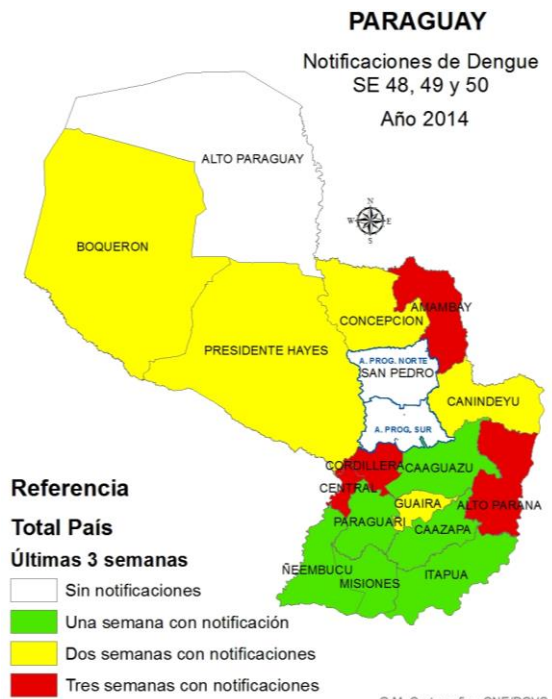 PARAGUAY
Notificaciones de Dengue
SE 48, 49 y 50
Año 2014
ALTO PARAGUAY
N
W E
S
BOQUERON
AMAMBAY
CONCEPCION
PRESIDENTE HAYES
A. PROG. NORTE
SAN PEDRO
CANINDEYU
A. PROG. SUR
CORDILLERA
CAAGUAZU
CENTRAL
GUAIRA
ALTO PARANA
PARAGUARI
CAAZAPA
ÑEEMBUCU
MISIONES
ITAPUA
Referencia
Total País
Últimas 3 semanas
Sin notificaciones
Una semana con notificación
Dos semanas con notificaciones
Tres semanas con notificaciones